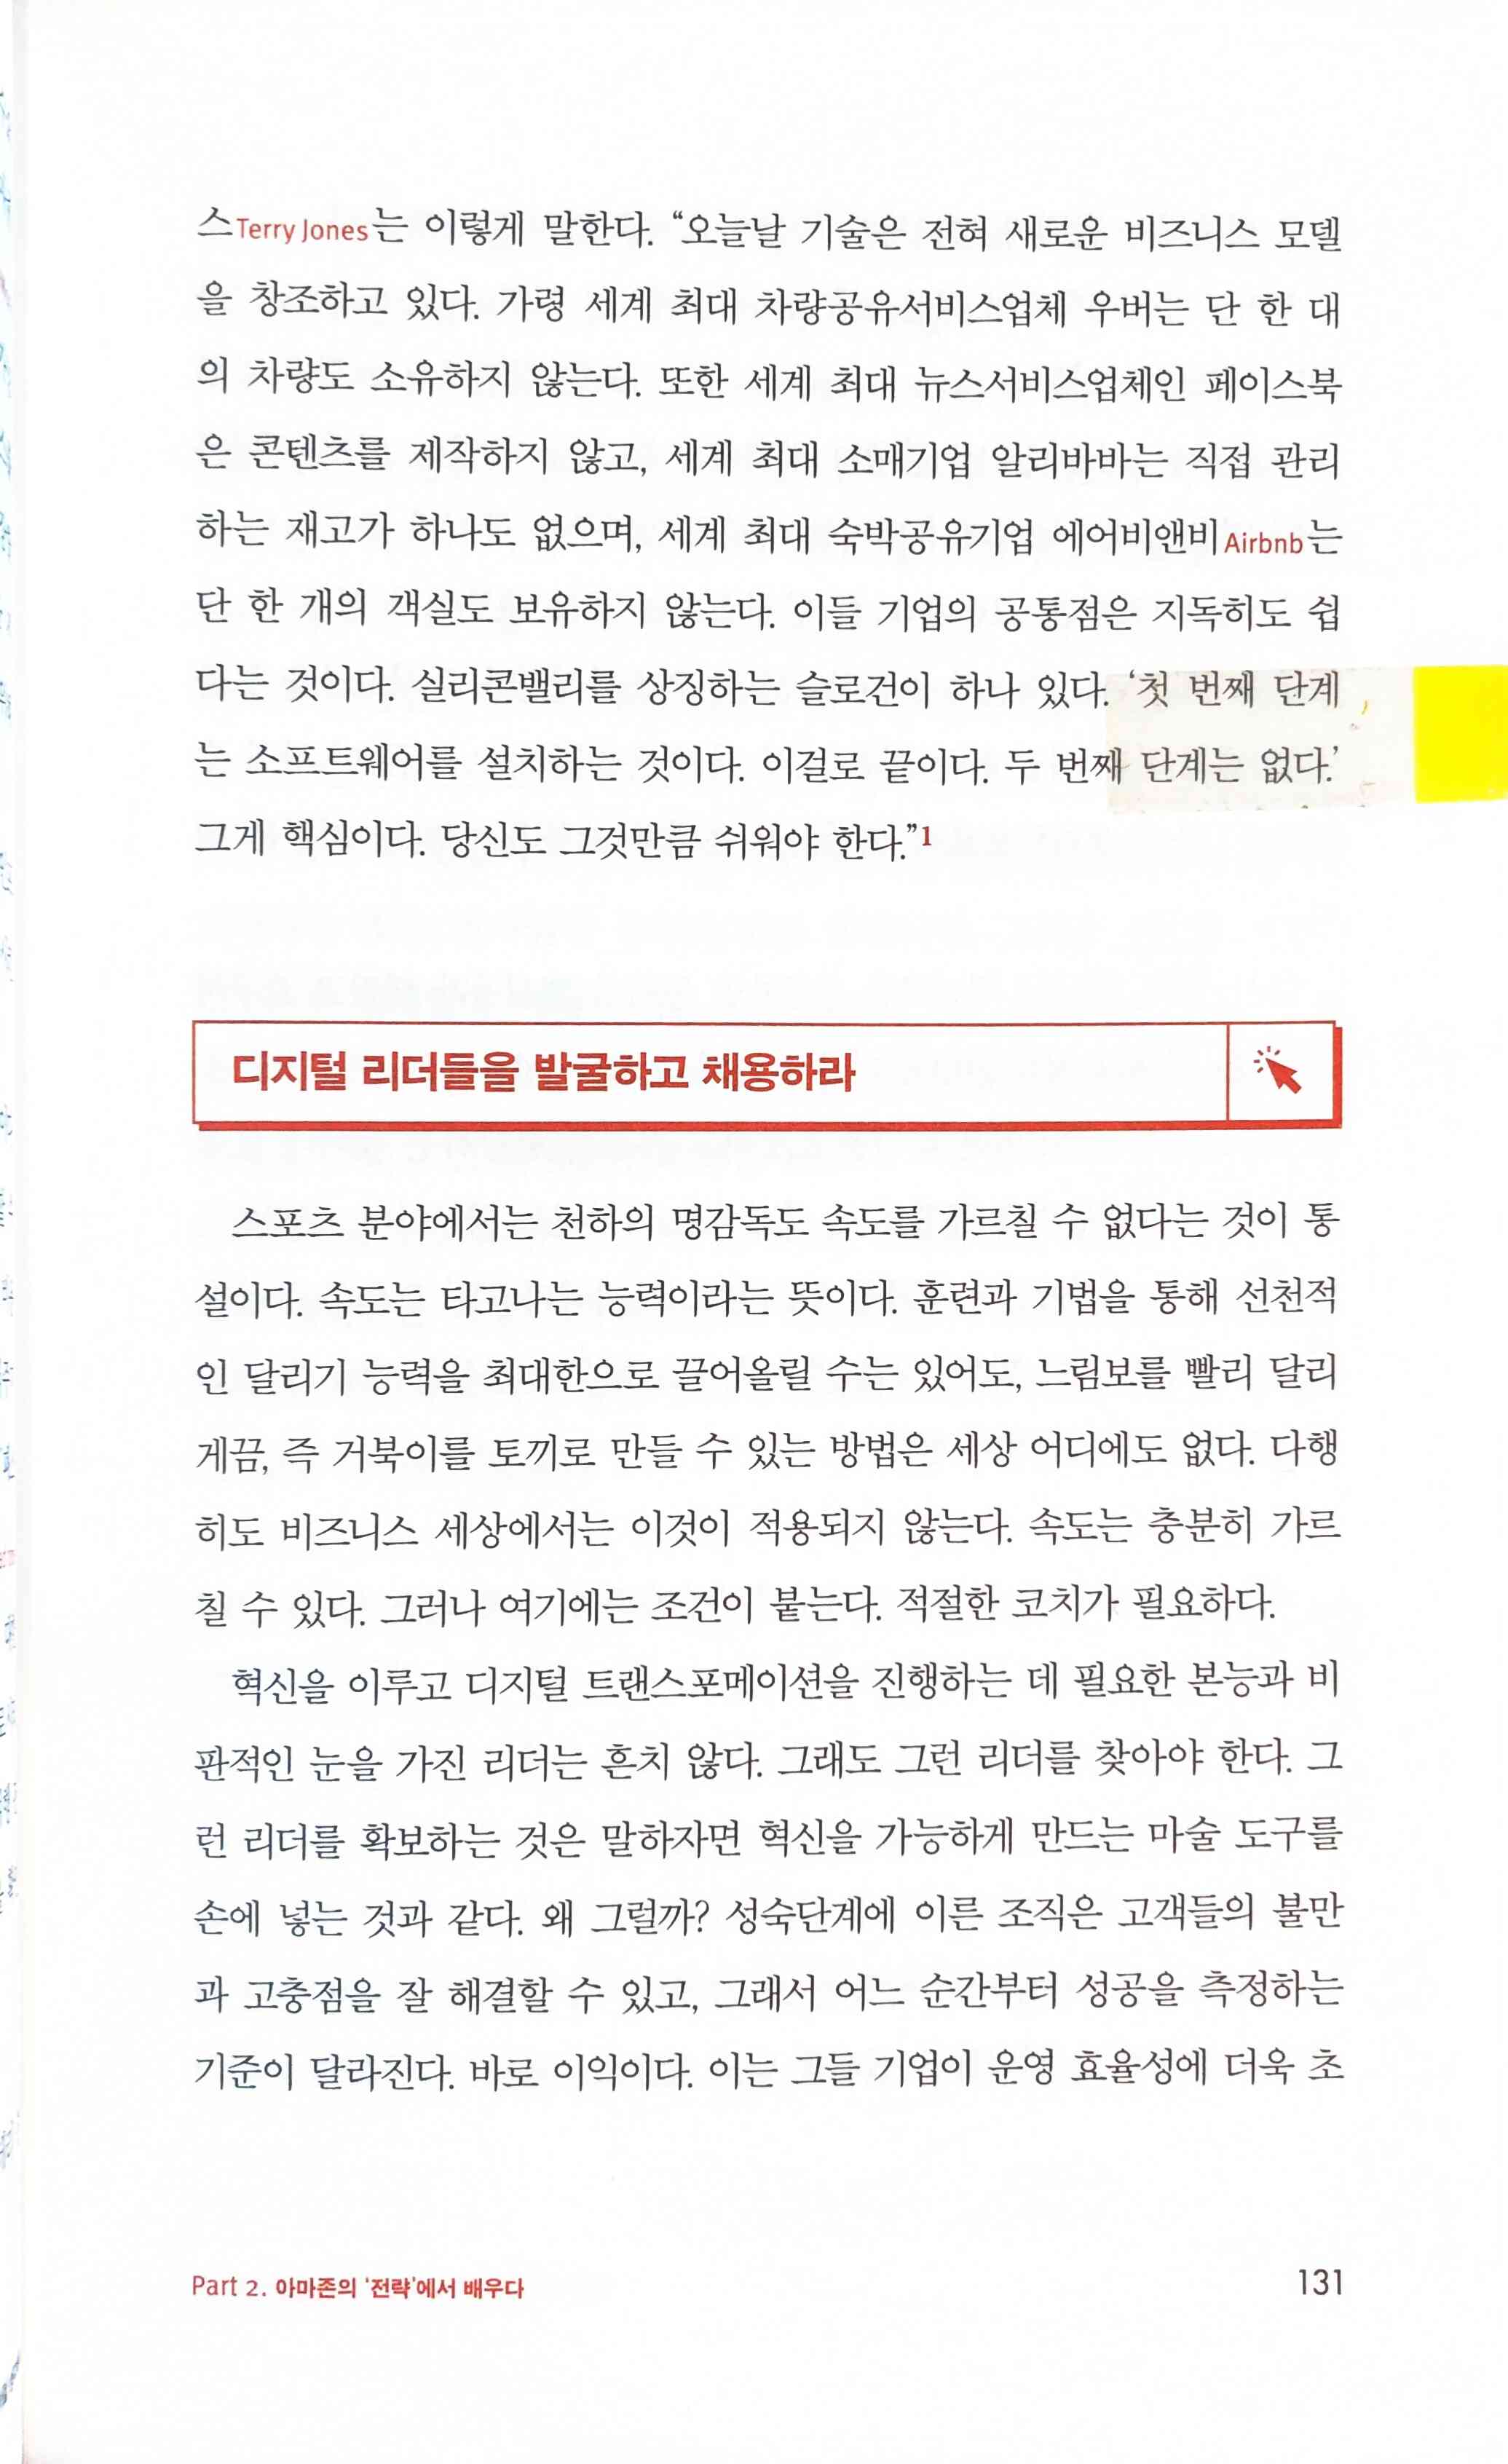 스Terry Jones는 이렇게 말한다. “오늘날 기술은 전혀 새로운 비즈니스 모델
을 창조하고 있다. 가령 세계 최대 차량공유서비스업체 우버는 단 한 대
의 차량도 소유하지 않는다. 또한 세계 최대 뉴스서비스업체인 페이스북
은 콘텐츠를 제작하지 않고, 세계 최대 소매기업 알리바바는 직접 관리
하는 재고가 하나도 없으며, 세계 최대 숙박공유기업 에어비앤비Airbnb는
단 한 개의 객실도 보유하지 않는다. 이들 기업의 공통점은 지독히도 쉽
다는 것이다. 실리콘밸리를 상징하는 슬로건이 하나 있다. ‘첫 번째 단계
는 소프트웨어를 설치하는 것이다. 이걸로 끝이다. 두 번째 단계는 없다.’
그게 핵심이다. 당신도 그것만큼 쉬워야 한다.”1
디지털 리더들을 발굴하고 채용하라
스포츠 분야에서는 천하의 명감독도 속도를 가르칠 수 없다는 것이 통
설이다. 속도는 타고나는 능력이라는 뜻이다. 훈련과 기법을 통해 선천적
인 달리기 능력을 최대한으로 끌어올릴 수는 있어도, 느림보를 빨리 달리
게끔, 즉 거북이를 토끼로 만들 수 있는 방법은 세상 어디에도 없다. 다행
히도 비즈니스 세상에서는 이것이 적용되지 않는다. 속도는 충분히 가르
칠 수 있다. 그러나 여기에는 조건이 붙는다. 적절한 코치가 필요하다.
혁신을 이루고 디지털 트랜스포메이션을 진행하는 데 필요한 본능과 비
판적인 눈을 가진 리더는 흔치 않다. 그래도 그런 리더를 찾아야 한다. 그
런 리더를 확보하는 것은 말하자면 혁신을 가능하게 만드는 마술 도구를
손에 넣는 것과 같다. 왜 그럴까? 성숙단계에 이른 조직은 고객들의 불만
과 고충점을 잘 해결할 수 있고, 그래서 어느 순간부터 성공을 측정하는
기준이 달라진다. 바로 이익이다. 이는 그들 기업이 운영 효율성에 더욱 초
Part 2. 아마존의 ‘전략’에서 배우다
131